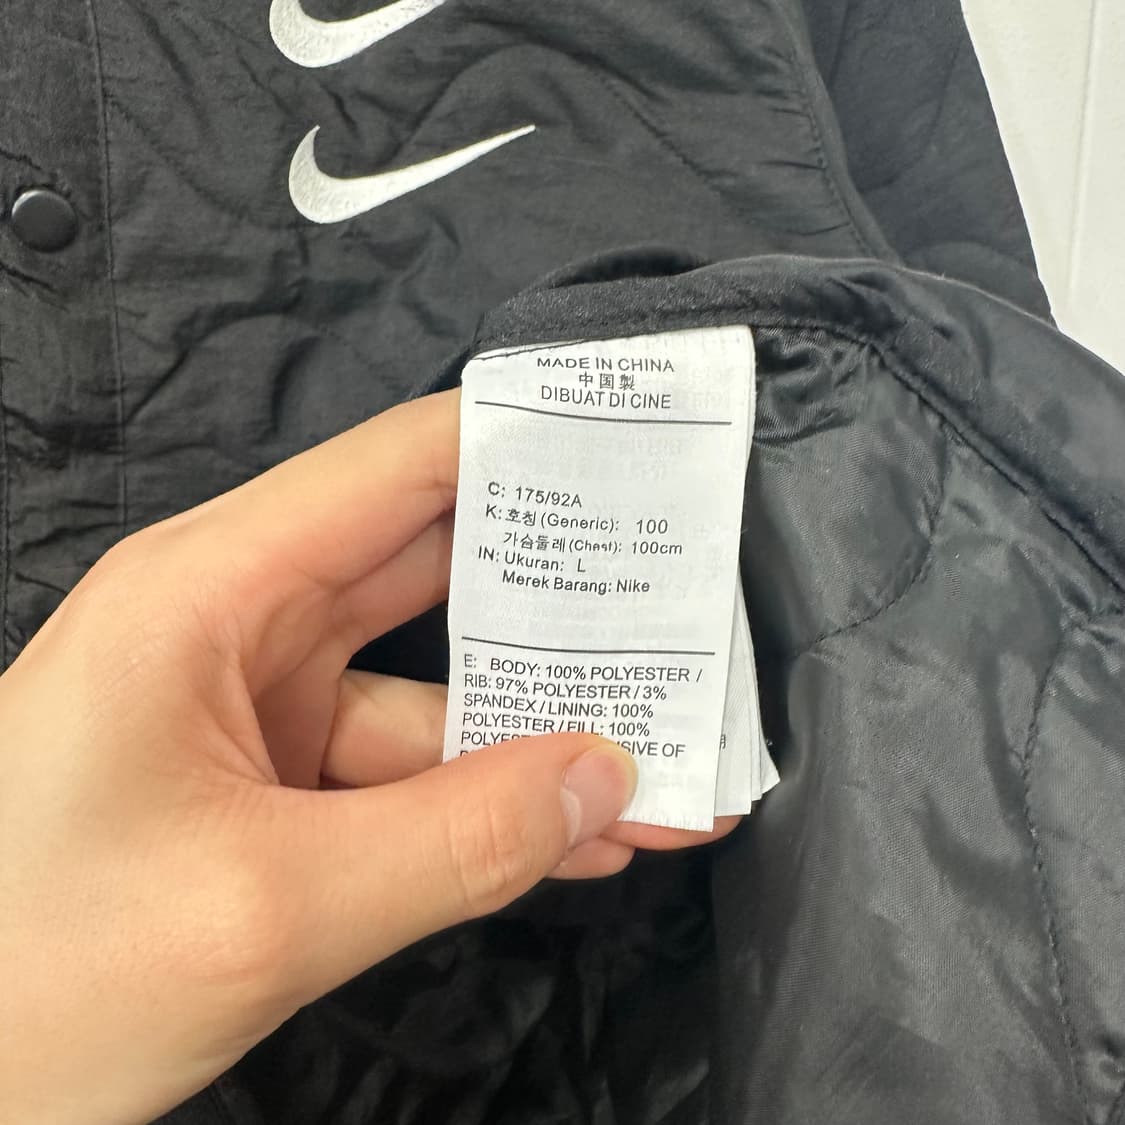 MADE IN CHINA
中国製
DIBUAT DI CINE
C: 175/92A
K: 호칭 (Generic): 100
가슴둘레 (Chest): 100cm
IN: Ukuran: L
Merek Barang: Nike
E: BODY: 100% POLYESTER /
RIB: 97% POLYESTER / 3%
SPANDEX / LINING: 100%
POLYESTER / FILL: 100%
OF